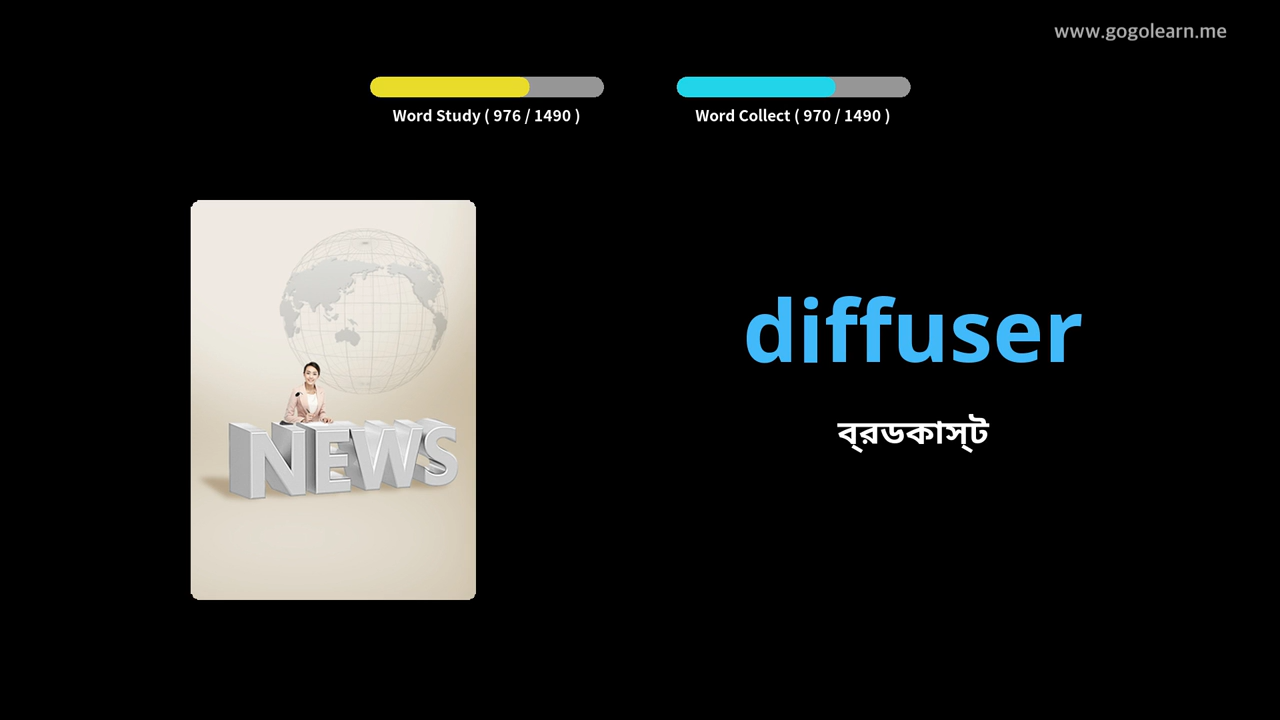 www.gogolearn.me
Word Study ( 976 / 1490 )
Word Collect ( 970 / 1490 )
NEWS
diffuser
ব্রডকাস্ট